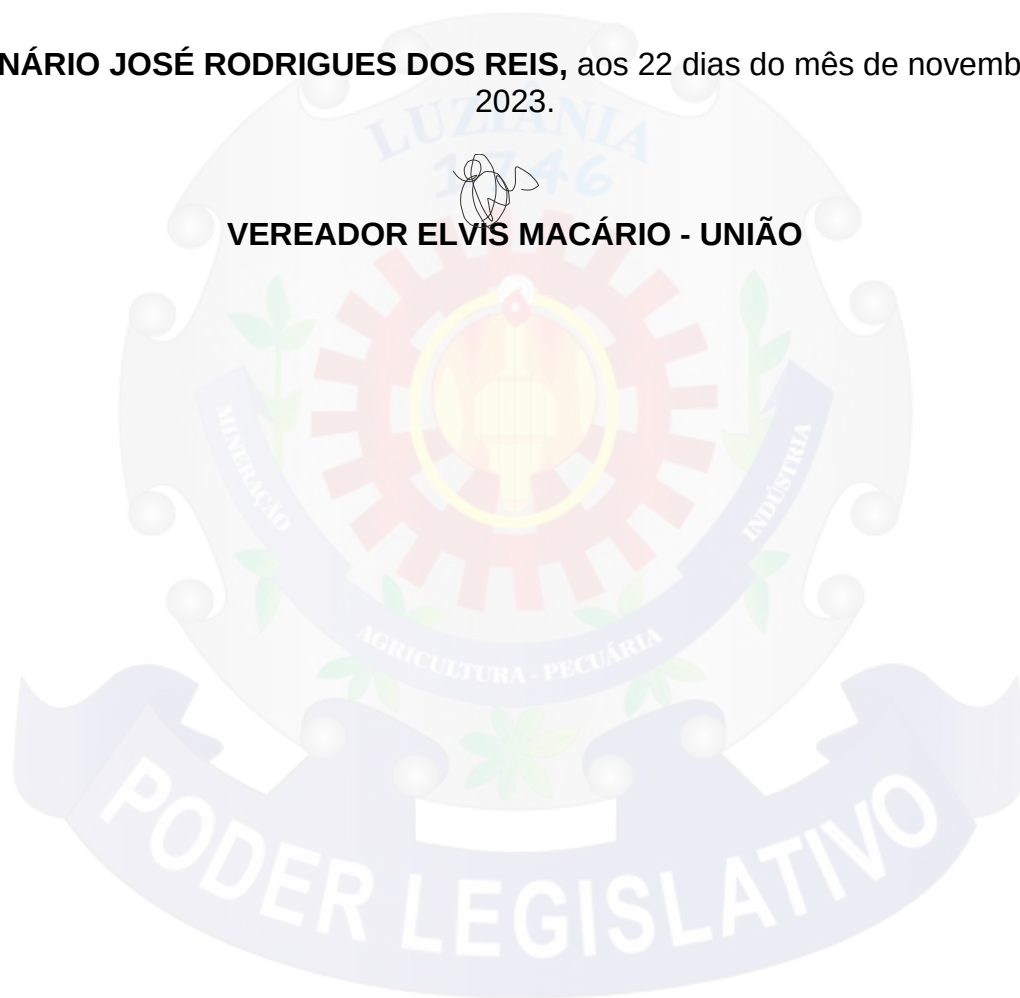 NÁRIO JOSÉ RODRIGUES DOS REIS, aos 22 dias do mês de novemb
2023.
LUZIANIA
1746
VEREADOR ELVIS MACÁRIO - UNIÃO
MINERAÇÃO
INDÚSTRIA
AGRICULTURA - PECUÁRIA
PODER LEGISLATIVO